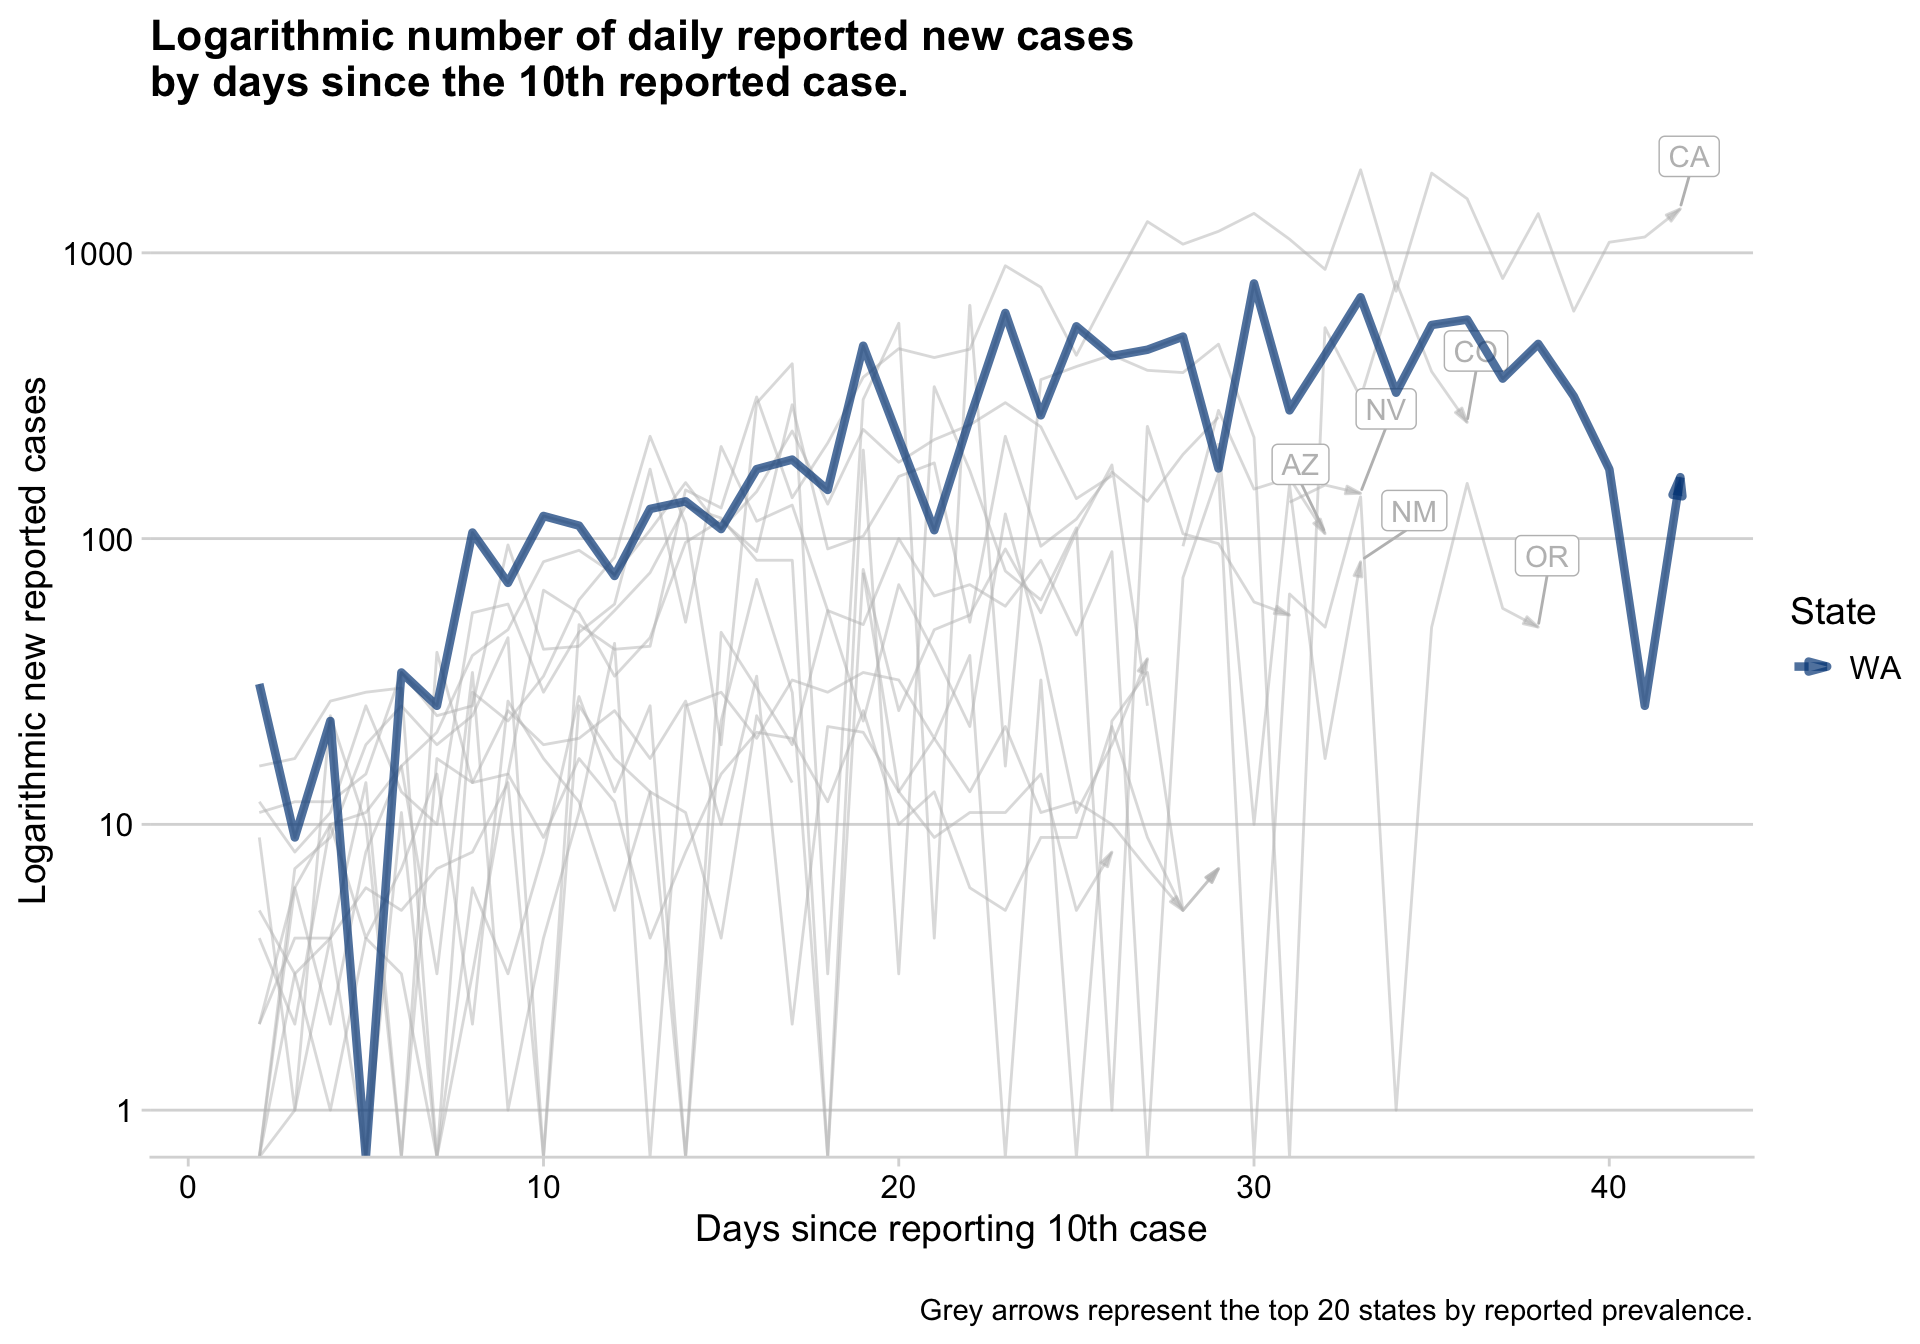 Logarithmic number of daily reported new cases
by days since the 10th reported case.
Logarithmic new reported cases
1000
100
10
1
CA
CO
NV
AZ
NM
OR
State
WA
0
10
20
30
40
Days since reporting 10th case
Grey arrows represent the top 20 states by reported prevalence.